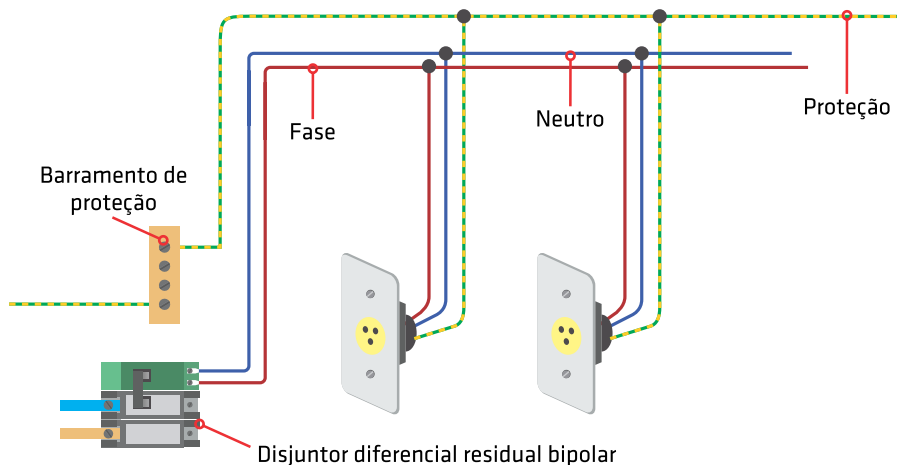 Proteção
Neutro
Fase
Barramento de
proteção
Disjuntor diferencial residual bipolar